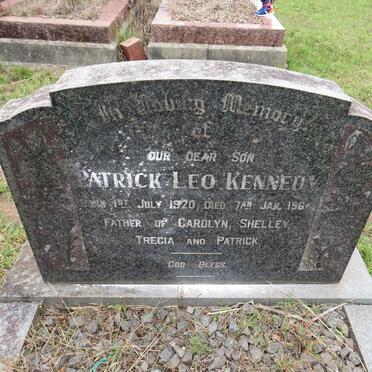 In Loving Memory
of
OUR DEAR SON
PATRICK LEO KENNEDY
BORN 1ST JULY 1920, DIED 7TH JAN. 196
FATHER OF CAROLYN, SHELLEY
TRECIA AND PATRICK
GOD BLESS.